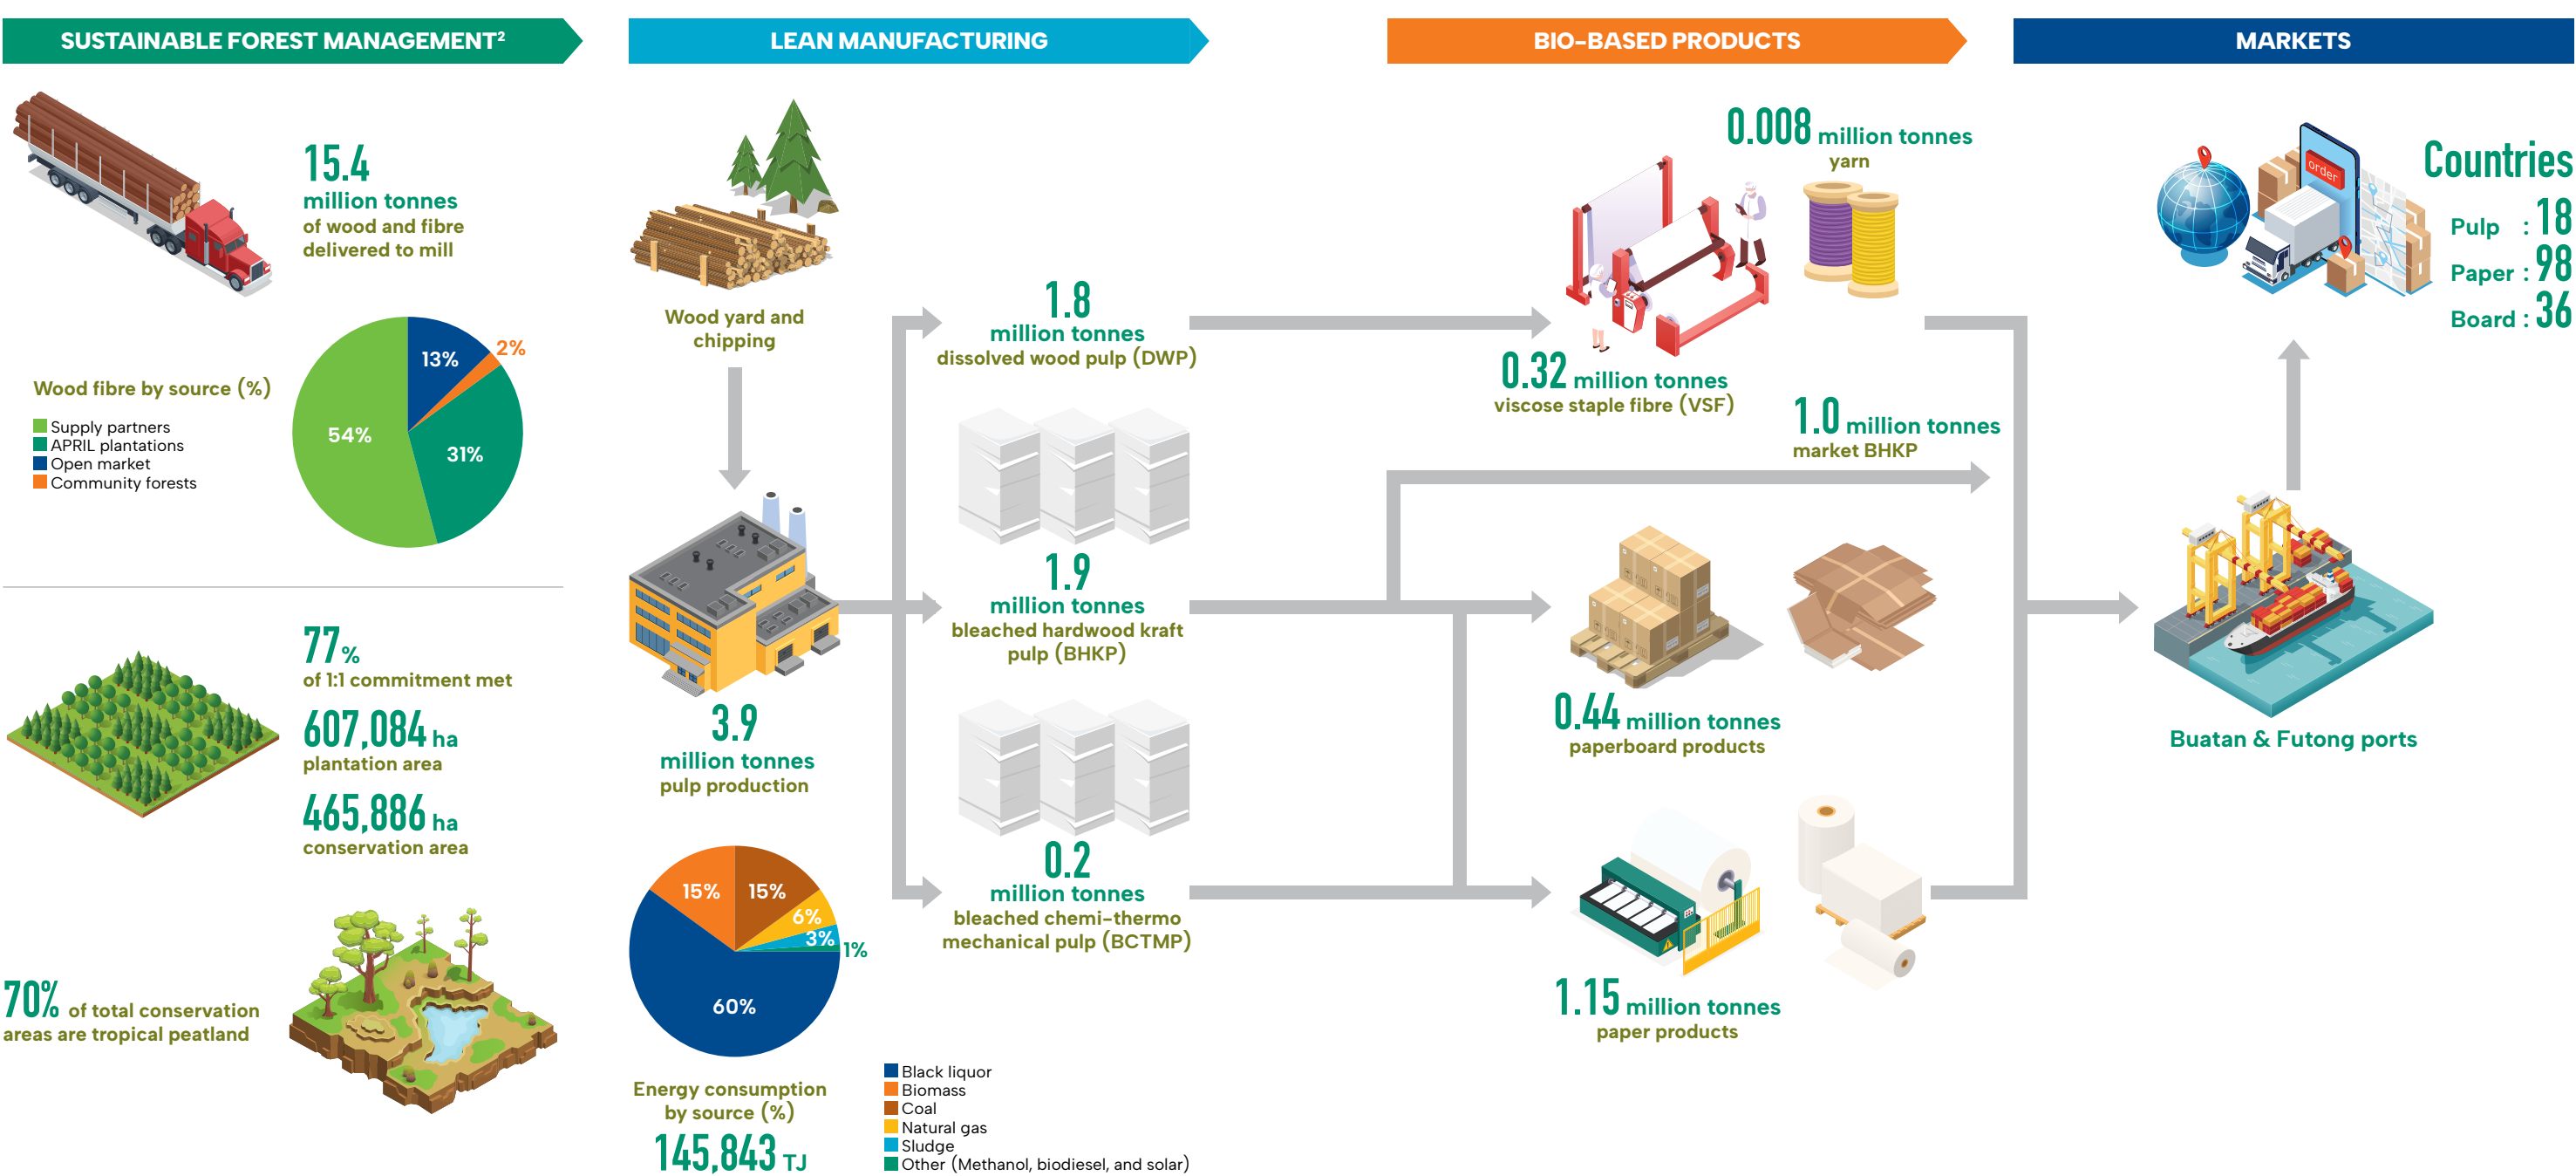 SUSTAINABLE FOREST MANAGEMENT²
15.4
million tonnes
of wood and fibre
delivered to mill
Wood fibre by source (%)
Supply partners
APRIL plantations
Open market
Community forests
13%
2%
54%
31%
77%
of 1:1 commitment met
607,084 ha
plantation area
465,886 ha
conservation area
70% of total conservation
areas are tropical peatland
LEAN MANUFACTURING
Wood yard and
chipping
3.9
million tonnes
pulp production
15%
15%
6%
3%
1%
60%
Energy consumption
by source (%)
145,843 TJ
Black liquor
Biomass
Coal
Natural gas
Sludge
Other (Methanol, biodiesel, and solar)
1.8
million tonnes
dissolved wood pulp (DWP)
1.9
million tonnes
bleached hardwood kraft
pulp (BHKP)
0.2
million tonnes
bleached chemi-thermo
mechanical pulp (BCTMP)
BIO-BASED PRODUCTS
0.008 million tonnes
yarn
0.32 million tonnes
viscose staple fibre (VSF)
1.0 million tonnes
market BHKP
0.44 million tonnes
paperboard products
1.15 million tonnes
paper products
MARKETS
order
Countries
Pulp : 18
Paper : 98
Board : 36
Buatan & Futong ports